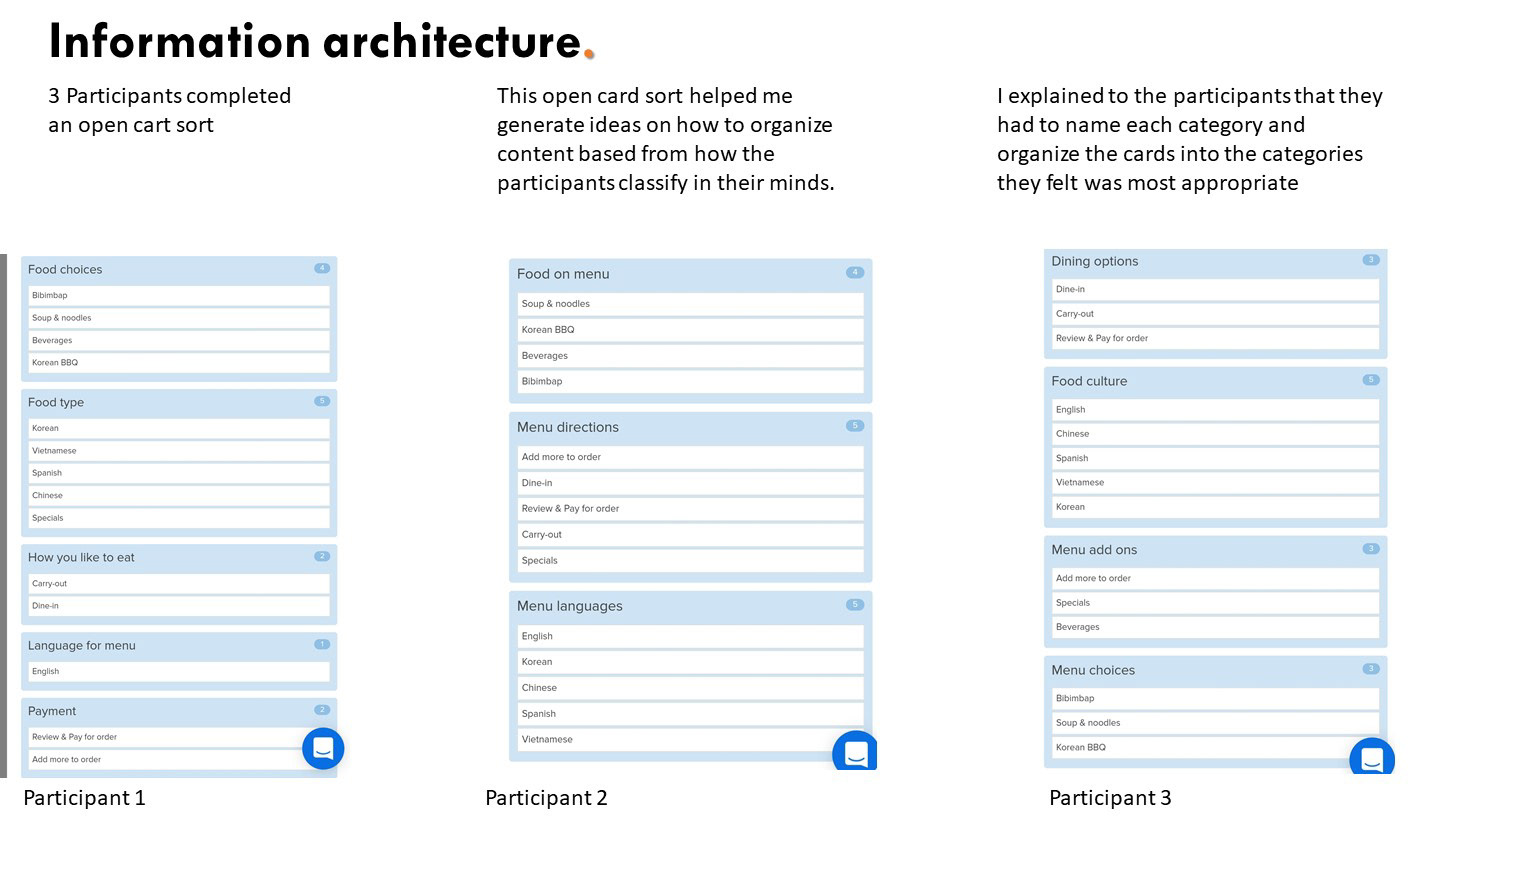 Information architecture.
3 Participants completed
an open cart sort
This open card sort helped me
generate ideas on how to organize
content based from how the
participants classify in their minds.
I explained to the participants that they
had to name each category and
organize the cards into the categories
they felt was most appropriate
Food choices 4
Bibimbap
Soup & noodles
Beverages
Korean BBQ
Food type 5
Korean
Vietnamese
Spanish
Chinese
Specials
How you like to eat 2
Carry-out
Dine-in
Language for menu 1
English
Payment 2
Review & Pay for order
Add more to order
Participant 1
Food on menu 4
Soup & noodles
Korean BBQ
Beverages
Bibimbap
Menu directions 5
Add more to order
Dine-in
Review & Pay for order
Carry-out
Specials
Menu languages 5
English
Korean
Chinese
Spanish
Vietnamese
Participant 2
Dining options 3
Dine-in
Carry-out
Review & Pay for order
Food culture 5
English
Chinese
Spanish
Vietnamese
Korean
Menu add ons 3
Add more to order
Specials
Beverages
Menu choices 3
Bibimbap
Soup & noodles
Korean BBQ
Participant 3